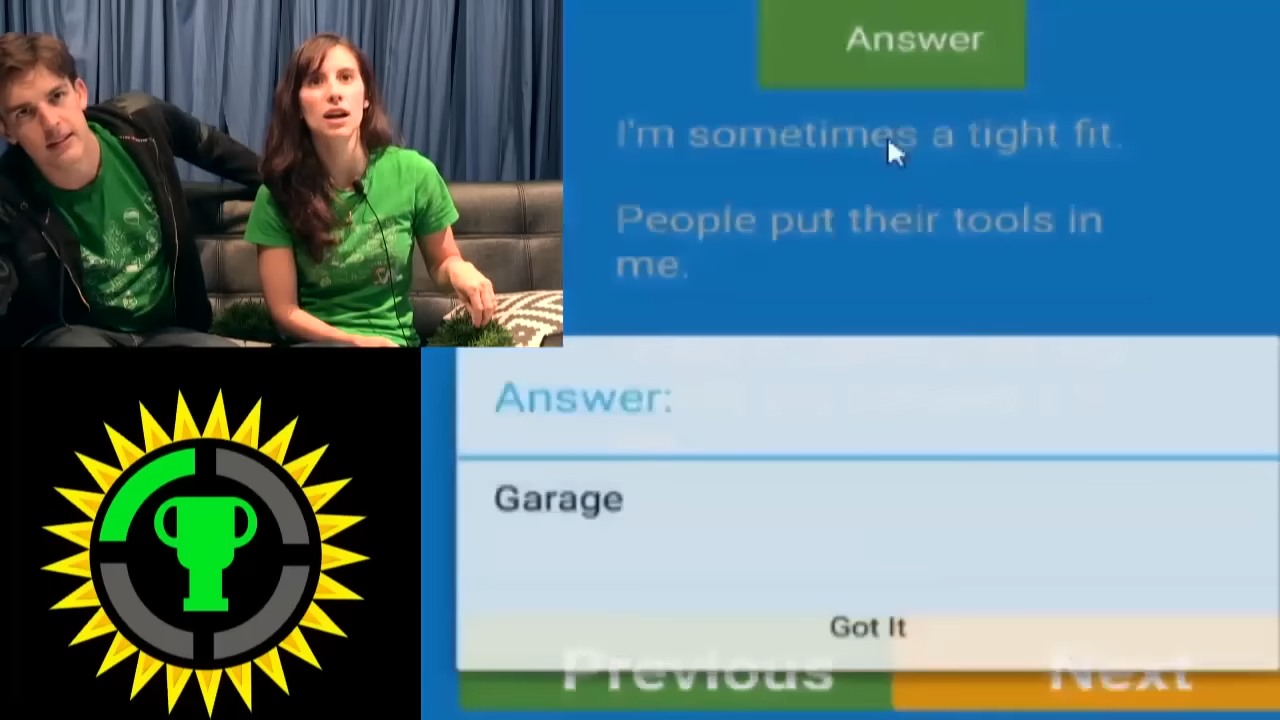 Answer
I'm sometimes a tight fit.
People put their tools in
me.
Answer:
Garage
Got It
Previous
Next